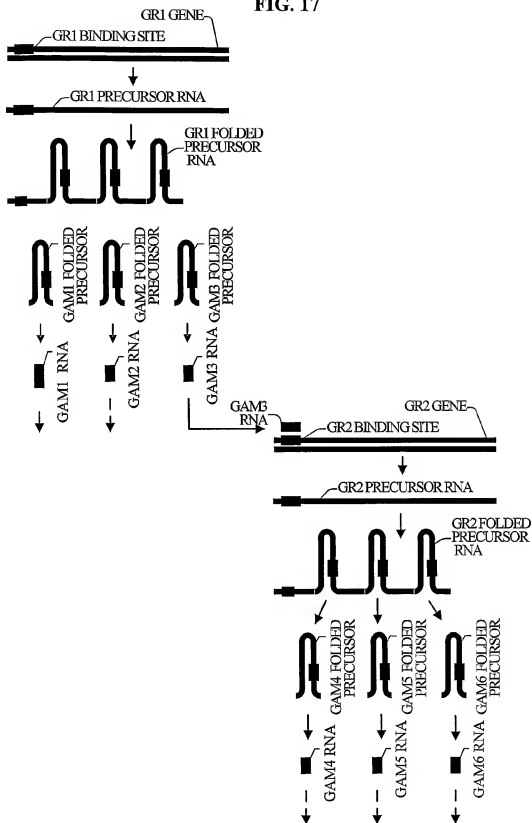 FIG. 17
GR1 GENE
GR1 BINDING SITE
GR1 PRECURSOR RNA
GR1 FOLDED
PRECURSOR
RNA
GAM1 FOLDED
PRECURSOR
GAM2 FOLDED
PRECURSOR
GAM3 FOLDED
PRECURSOR
GAM1 RNA
GAM2 RNA
GAM3 RNA
GAM3
RNA
GR2 GENE
GR2 BINDING SITE
GR2 PRECURSOR RNA
GR2 FOLDED
PRECURSOR
RNA
GAM4 FOLDED
PRECURSOR
GAM5 FOLDED
PRECURSOR
GAM6 FOLDED
PRECURSOR
GAM4 RNA
GAM5 RNA
GAM6 RNA